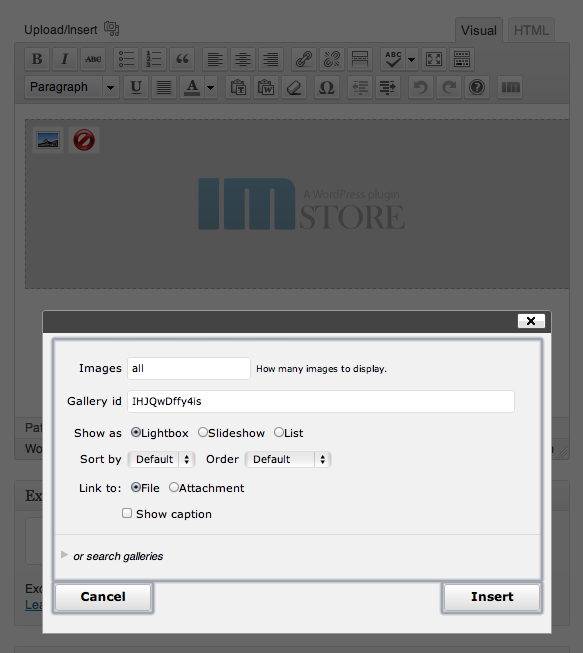 Upload/Insert
Visual HTML
B I ABC ABC
Paragraph U A T W Ω ?
IM
A WordPress plugin
STORE
Images all How many images to display.
Gallery id IHJQwDffy4is
Show as Lightbox Slideshow List
Sort by Default Order Default
Link to: File Attachment
Show caption
or search galleries
Cancel Insert
Pat
Wo
Ex
Exc
Lea